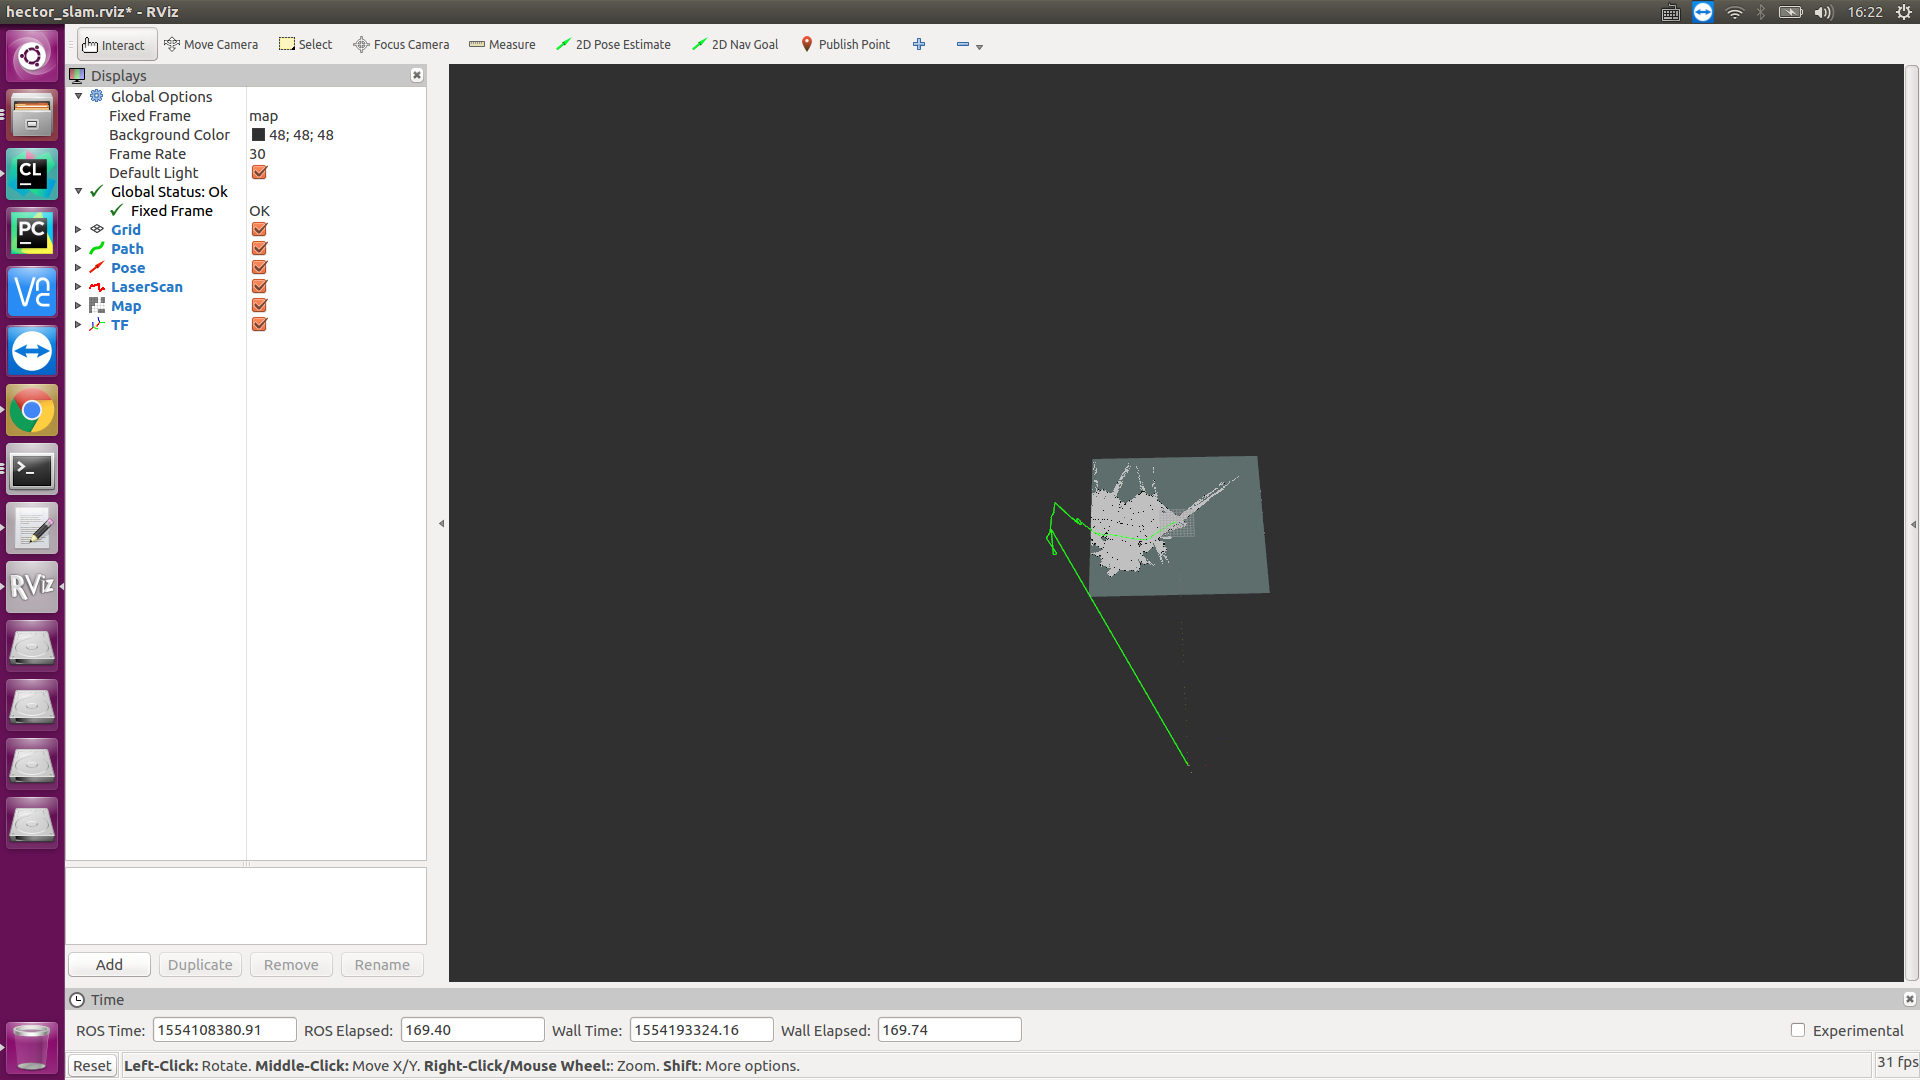 hector_slam.rviz* - RViz
16:22
Interact
Move Camera
Select
Focus Camera
Measure
2D Pose Estimate
2D Nav Goal
Publish Point
Displays
Global Options
Fixed Frame map
Background Color 48; 48; 48
Frame Rate 30
Default Light
Global Status: Ok
Fixed Frame OK
Grid
Path
Pose
LaserScan
Map
TF
CL
PC
Vnc
RViz
Add
Duplicate
Remove
Rename
Time
ROS Time: 1554108380.91 ROS Elapsed: 169.40 Wall Time: 1554193324.16 Wall Elapsed: 169.74 Experimental
Reset Left-Click: Rotate. Middle-Click: Move X/Y. Right-Click/Mouse Wheel:: Zoom. Shift: More options. 31 fps